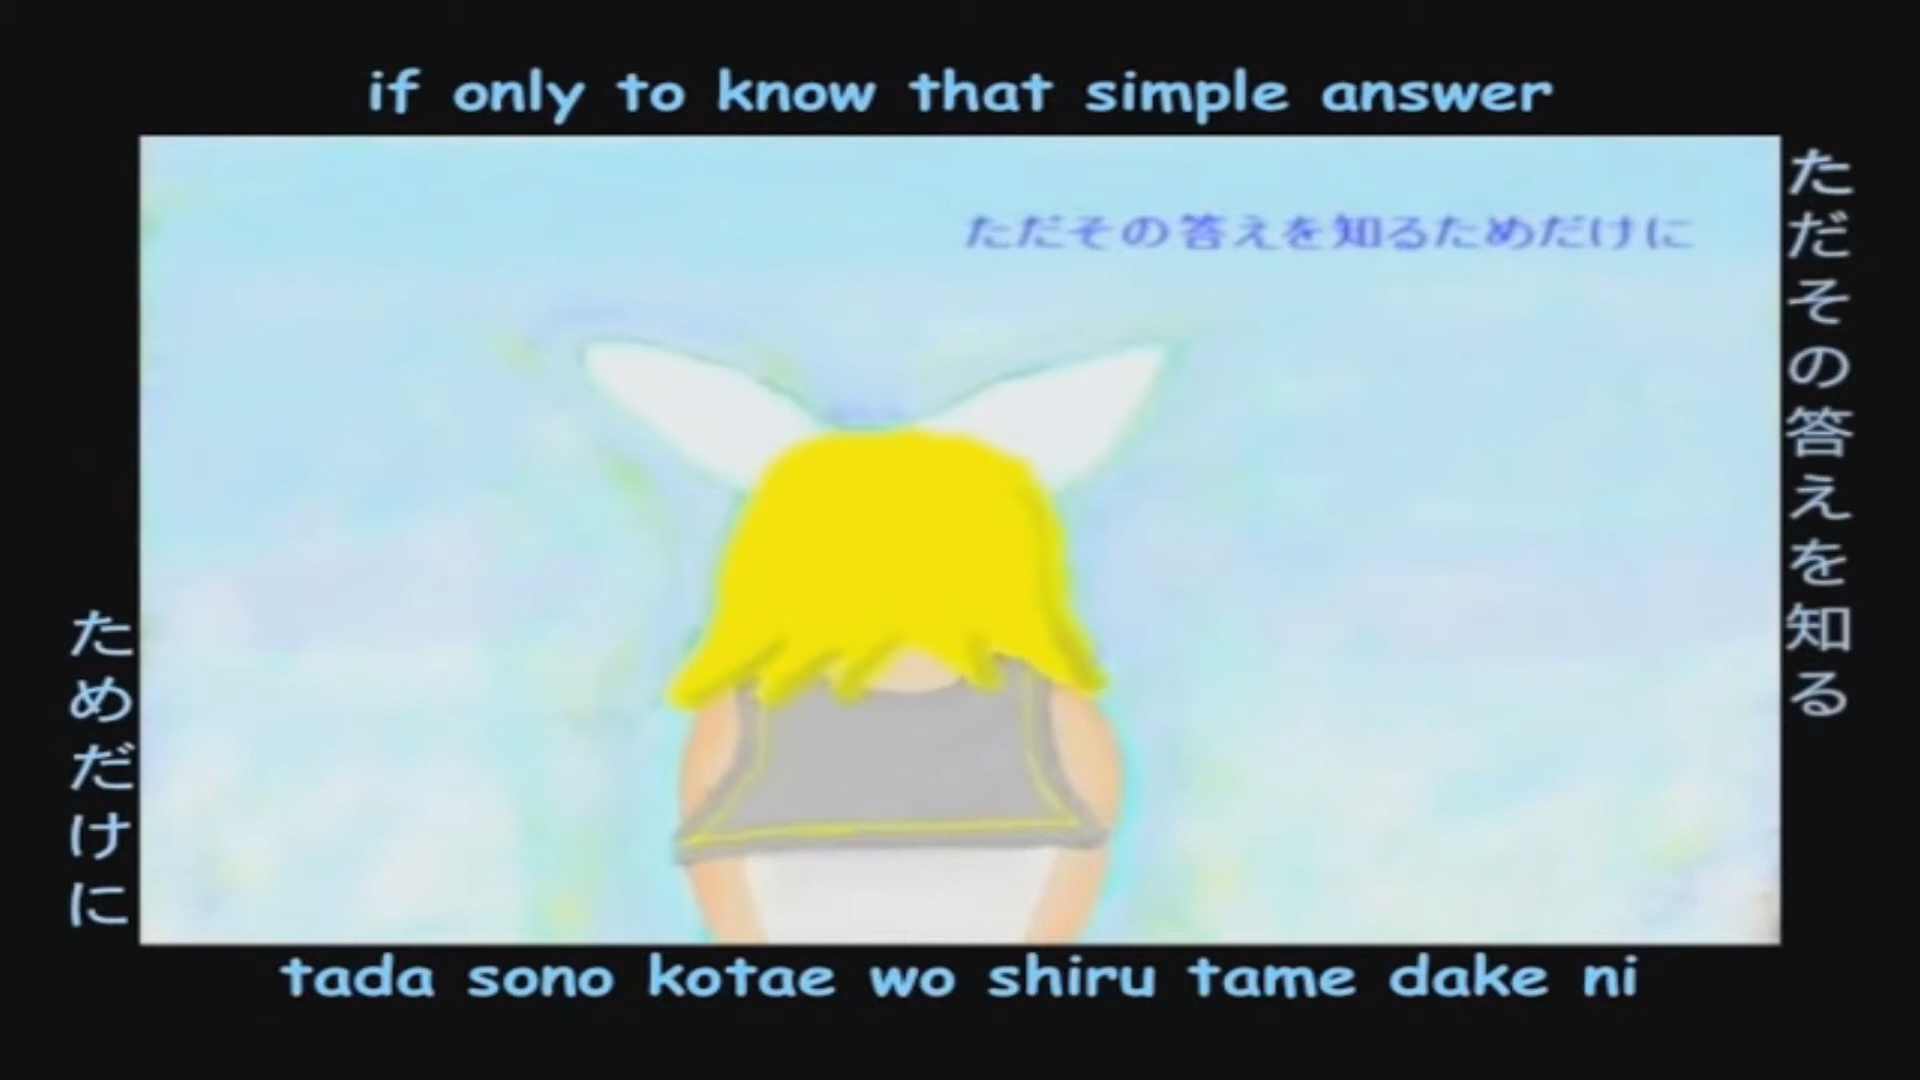 if only to know that simple answer
ただその答えを知るためだけに
ただその答えを知る
ためだけに
tada sono kotae wo shiru tame dake ni